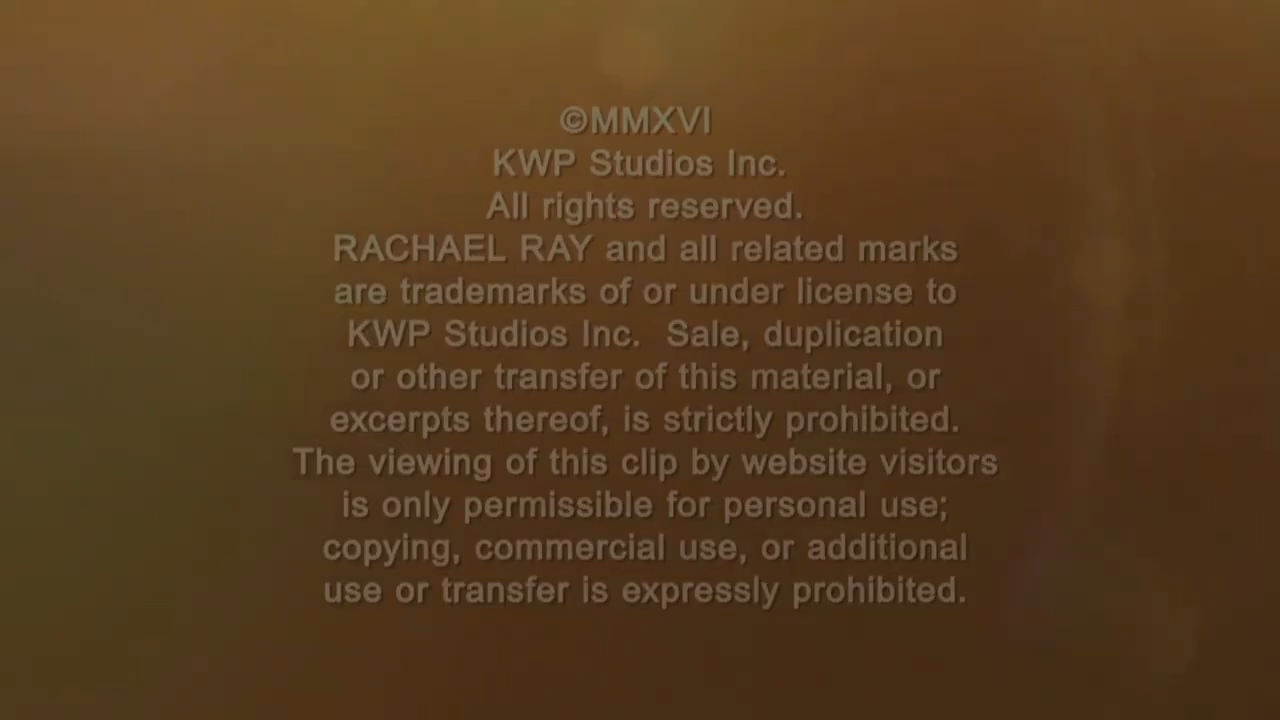 ©MMXVI
KWP Studios Inc.
All rights reserved.
RACHAEL RAY and all related marks
are trademarks of or under license to
KWP Studios Inc.  Sale, duplication
or other transfer of this material, or
excerpts thereof, is strictly prohibited.
The viewing of this clip by website visitors
is only permissible for personal use;
copying, commercial use, or additional
use or transfer is expressly prohibited.